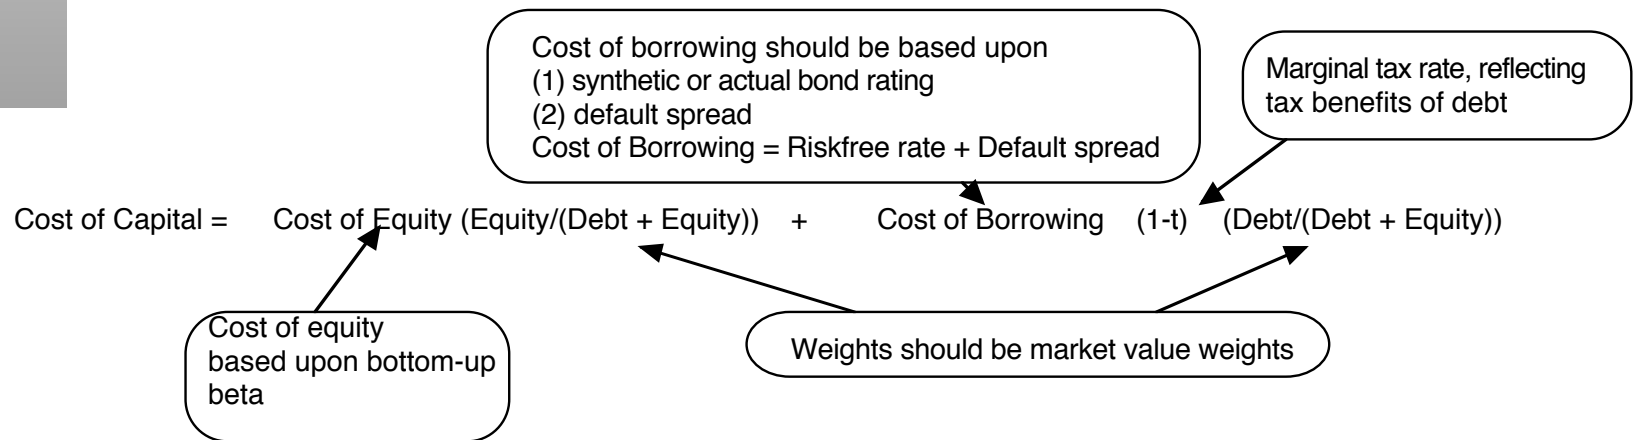 Cost of borrowing should be based upon
(1) synthetic or actual bond rating
(2) default spread
Cost of Borrowing = Riskfree rate + Default spread
Marginal tax rate, reflecting
tax benefits of debt
Cost of Capital = Cost of Equity (Equity/(Debt + Equity)) + Cost of Borrowing (1-t) (Debt/(Debt + Equity))
Cost of equity
based upon bottom-up
beta
Weights should be market value weights